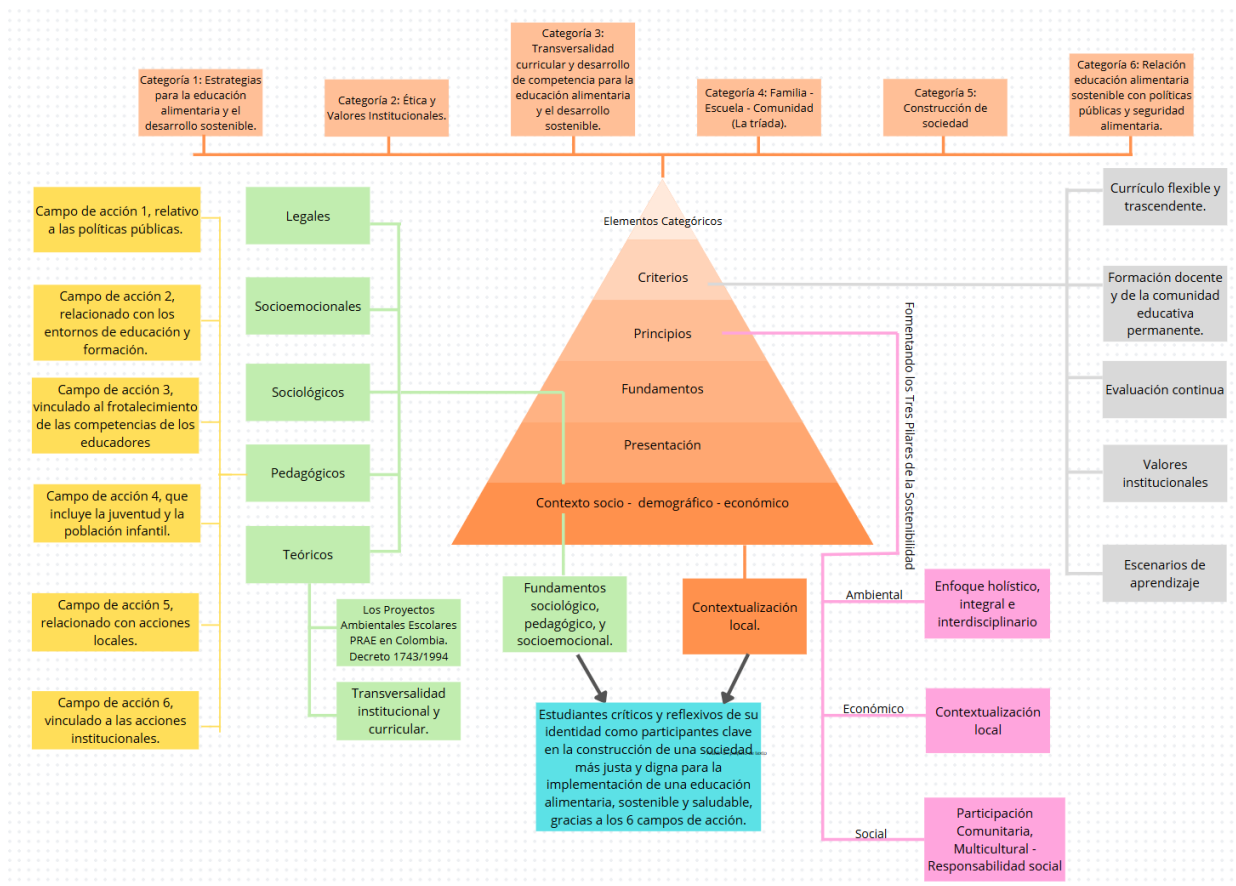 Categoría 1: Estrategias
para la educación
alimentaria y el
desarrollo sostenible.
Categoría 2: Ética y
Valores Institucionales.
Categoría 3:
Transversalidad
curricular y desarrollo
de competencia para la
educación alimentaria
y el desarrollo
sostenible.
Categoría 4: Familia -
Escuela - Comunidad
(La tríada).
Categoría 5:
Construcción de
sociedad
Categoría 6: Relación
educación alimentaria
sostenible con políticas
públicas y seguridad
alimentaria.
Campo de acción 1, relativo
a las políticas públicas.
Campo de acción 2,
relacionado con los
entornos de educación y
formación.
Campo de acción 3,
vinculado al frotalecimiento
de las competencias de los
educadores
Campo de acción 4, que
incluye la juventud y la
población infantil.
Campo de acción 5,
relacionado con acciones
locales.
Campo de acción 6,
vinculado a las acciones
institucionales.
Legales
Socioemocionales
Sociológicos
Pedagógicos
Teóricos
Los Proyectos
Ambientales Escolares
PRAE en Colombia.
Decreto 1743/1994
Transversalidad
institucional y
curricular.
Elementos Categóricos
Criterios
Principios
Fundamentos
Presentación
Contexto socio - demográfico - económico
Fundamentos
sociológico,
pedagógico, y
socioemocional.
Contextualización
local.
Estudiantes críticos y reflexivos de su
identidad como participantes clave
en la construcción de una sociedad
más justa y digna para la
implementación de una educación
alimentaria, sostenible y saludable,
gracias a los 6 campos de acción.
Fomentando los Tres Pilares de la Sostenibilidad
Ambiental
Enfoque holístico,
integral e
interdisciplinario
Económico
Contextualización
local
Social
Participación
Comunitaria,
Multicultural -
Responsabilidad social
Currículo flexible y
trascendente.
Formación docente
y de la comunidad
educativa
permanente.
Evaluación continua
Valores
institucionales
Escenarios de
aprendizaje